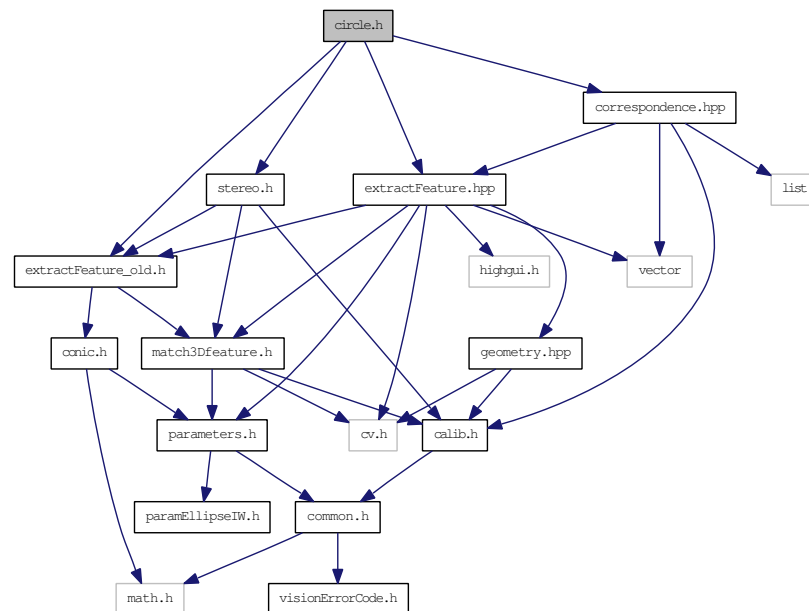 circle.h
correspondence.hpp
stereo.h
extractFeature.hpp
list
extractFeature_old.h
highgui.h
vector
conic.h
match3Dfeature.h
geometry.hpp
parameters.h
cv.h
calib.h
paramEllipseIW.h
common.h
math.h
visionErrorCode.h